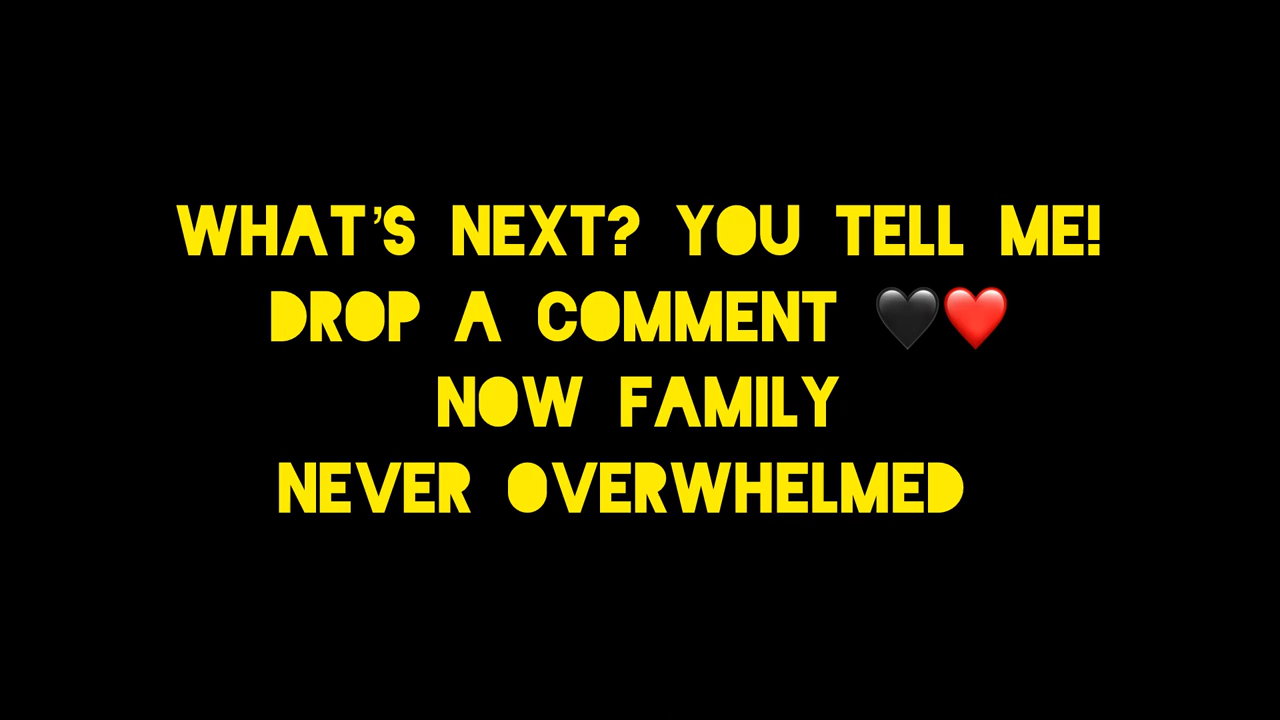 WHAT'S NEXT? YOU TELL ME!
DROP A COMMENT 🖤❤️
NOW FAMILY
NEVER OVERWHELMED